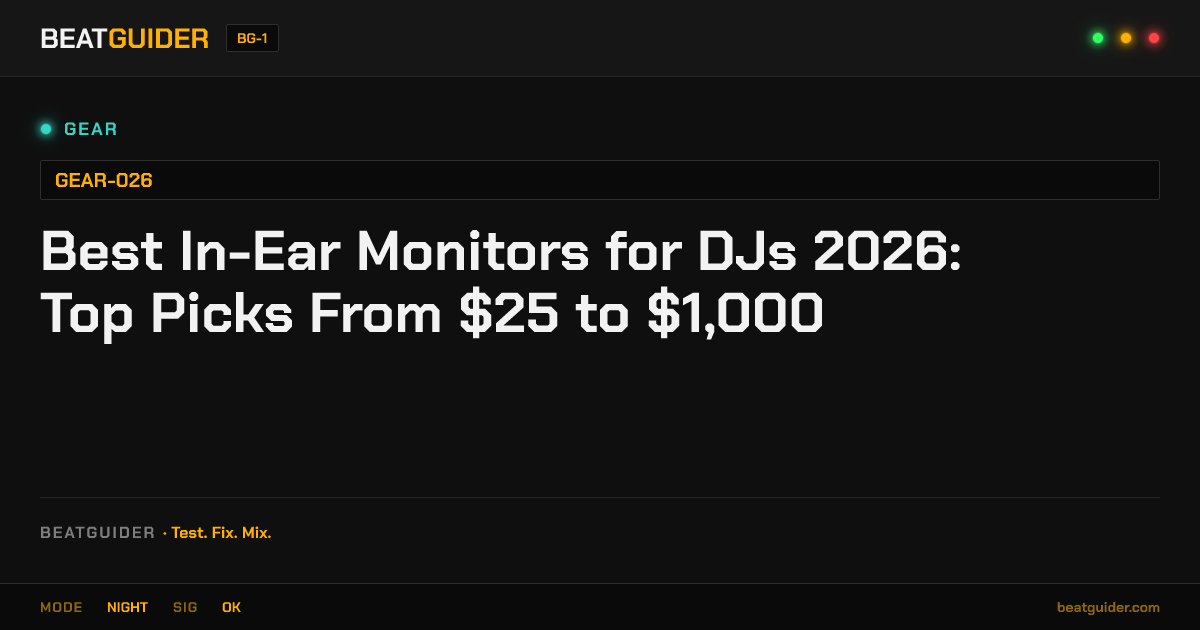 BEATGUIDER BG-1
GEAR
GEAR-026
Best In-Ear Monitors for DJs 2026:
Top Picks From $25 to $1,000
BEATGUIDER · Test. Fix. Mix.
MODE NIGHT SIG OK beatguider.com